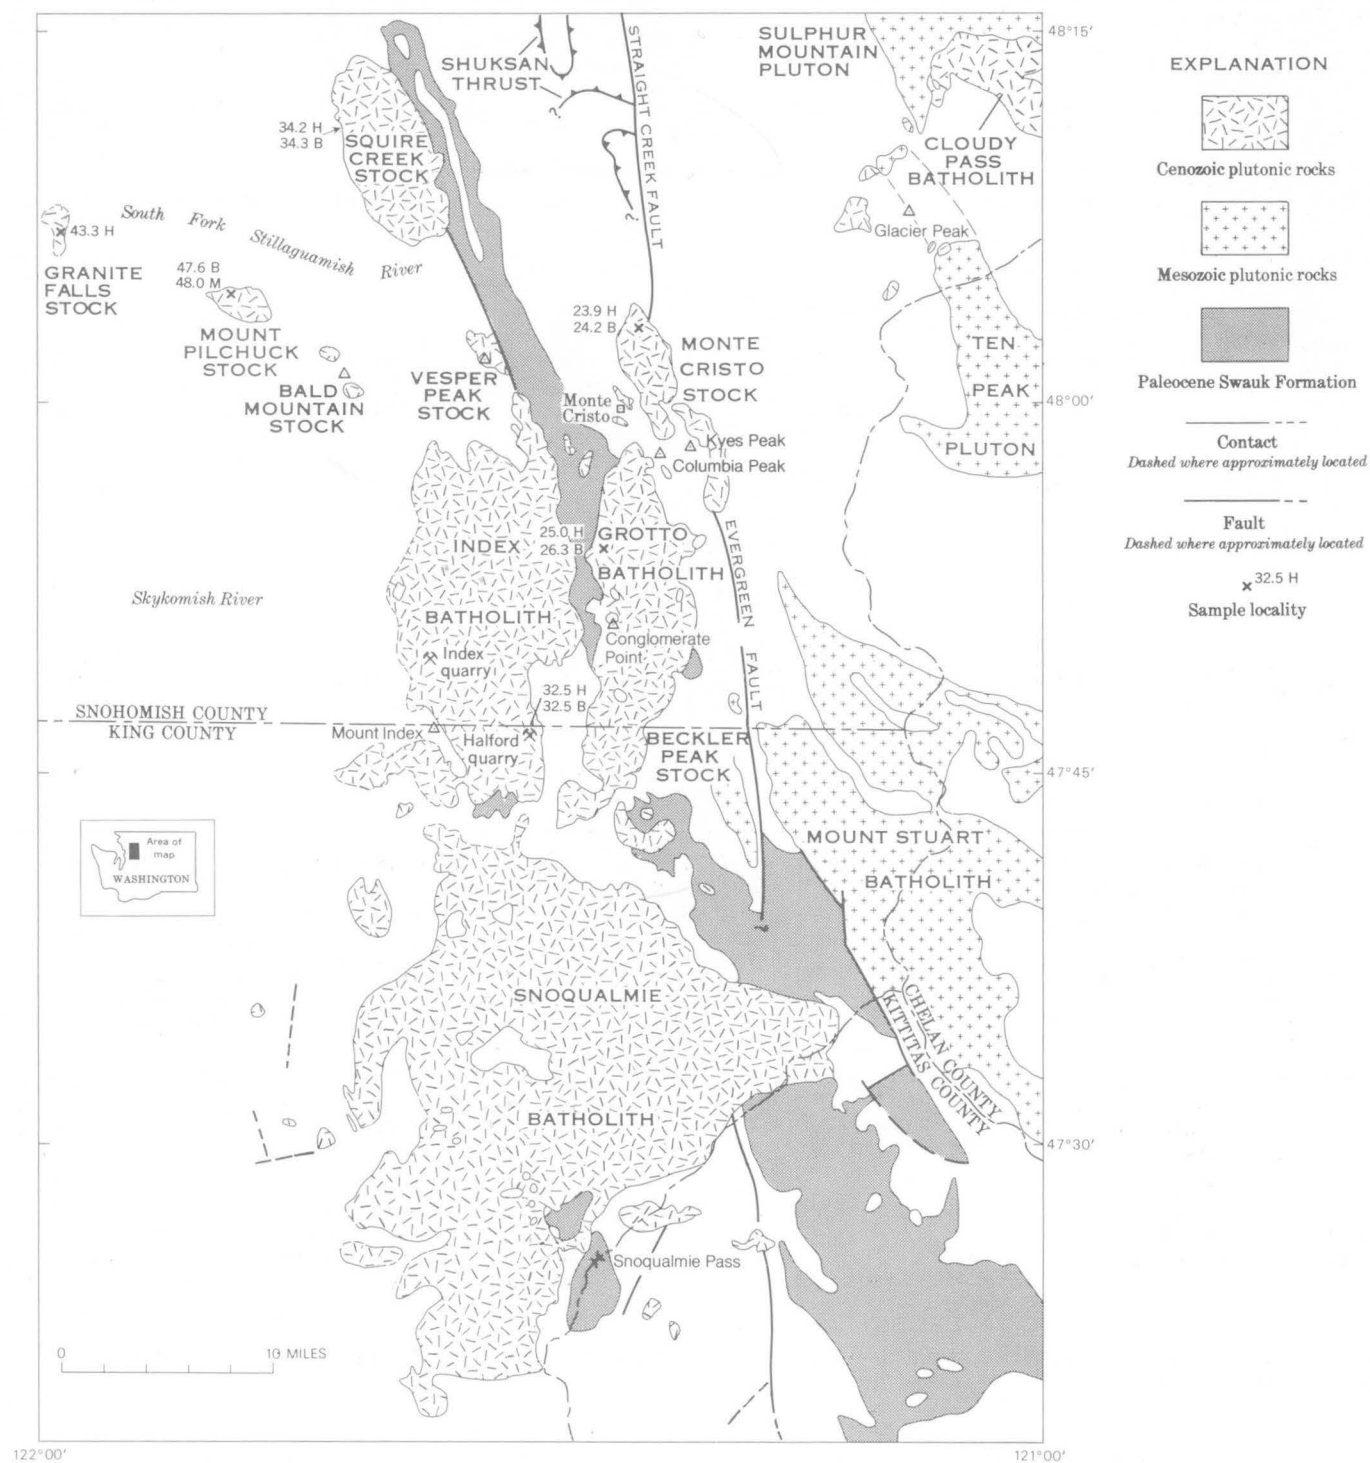 SHUKSAN
THRUST
STRAIGHT CREEK FAULT
SULPHUR
MOUNTAIN
PLUTON
48°15′
34.2 H
34.3 B
SQUIRE
CREEK
STOCK
CLOUDY
PASS
BATHOLITH
Glacier Peak
South Fork Stillaguamish River
43.3 H
GRANITE
FALLS
STOCK
47.6 B
48.0 M
MOUNT
PILCHUCK
STOCK
BALD
MOUNTAIN
STOCK
VESPER
PEAK
STOCK
23.9 H
24.2 B
MONTE
CRISTO
STOCK
Monte
Cristo
Kyes Peak
Columbia Peak
TEN
PEAK
PLUTON
48°00′
INDEX
BATHOLITH
25.0 H
26.3 B
GROTTO
BATHOLITH
EVERGREEN FAULT
Skykomish River
Conglomerate
Point
Index
quarry
32.5 H
32.5 B
SNOHOMISH COUNTY
KING COUNTY
Mount Index
Halford
quarry
BECKLER
PEAK
STOCK
47°45′
MOUNT STUART
BATHOLITH
Area of
map
WASHINGTON
SNOQUALMIE
BATHOLITH
CHELAN COUNTY
KITTITAS COUNTY
47°30′
Snoqualmie Pass
0 10 MILES
122°00′
121°00′
EXPLANATION
Cenozoic plutonic rocks
Mesozoic plutonic rocks
Paleocene Swauk Formation
Contact
Dashed where approximately located
Fault
Dashed where approximately located
32.5 H
Sample locality